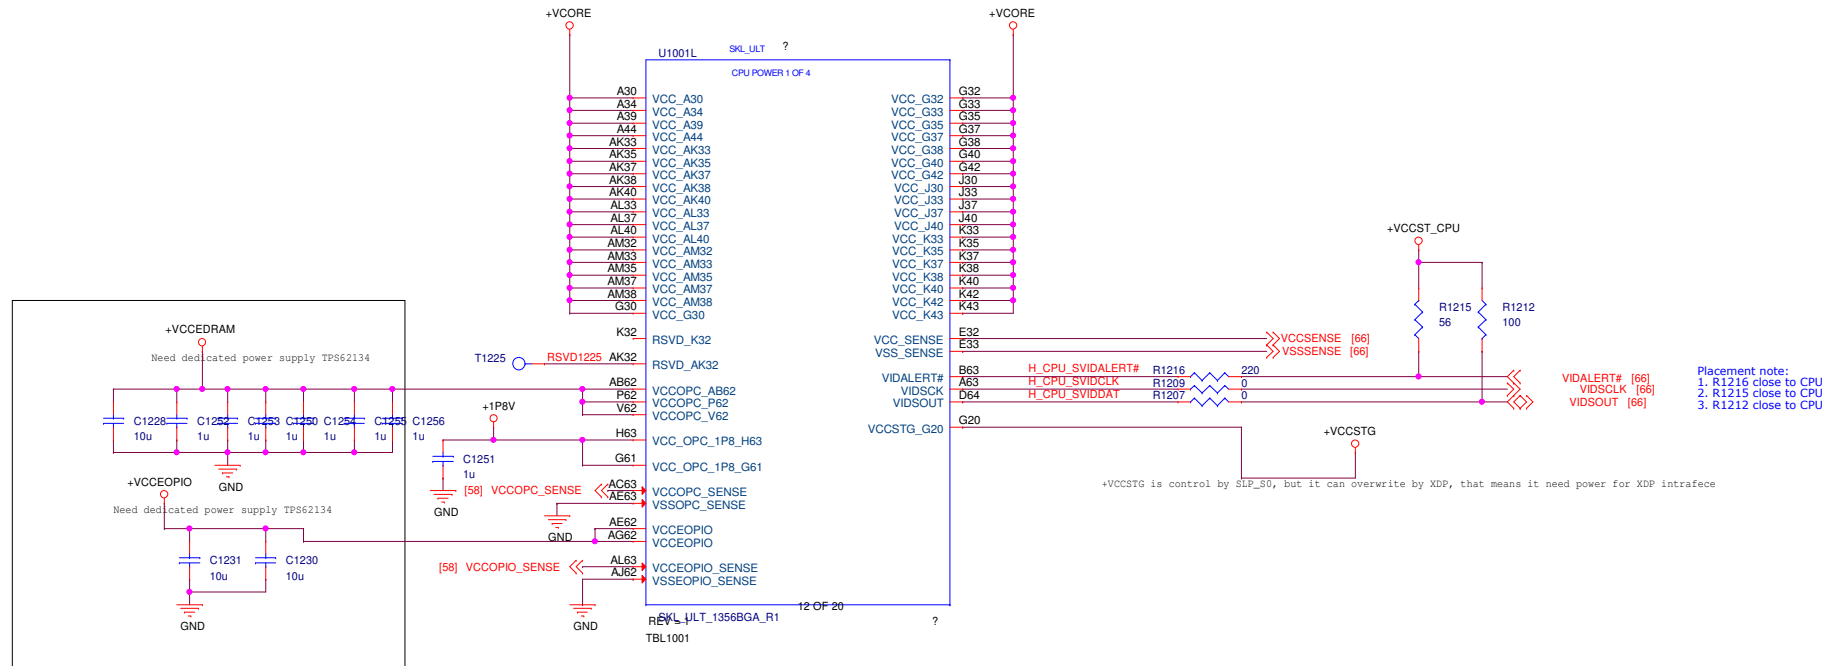 +VCORE
+VCORE
U1001L
SKL_ULT
?
CPU POWER 1 OF 4
A30 VCC_A30
A34 VCC_A34
A39 VCC_A39
A44 VCC_A44
AK33 VCC_AK33
AK35 VCC_AK35
AK37 VCC_AK37
AK38 VCC_AK38
AK40 VCC_AK40
AL33 VCC_AL33
AL37 VCC_AL37
AL40 VCC_AL40
AM32 VCC_AM32
AM33 VCC_AM33
AM35 VCC_AM35
AM37 VCC_AM37
AM38 VCC_AM38
G30 VCC_G30
K32 RSVD_K32
T1225 RSVD1225 AK32 RSVD_AK32
AB62 VCCOPC_AB62
P62 VCCOPC_P62
V62 VCCOPC_V62
H63 VCC_OPC_1P8_H63
G61 VCC_OPC_1P8_G61
[58] VCCOPC_SENSE AC63 VCCOPC_SENSE
AE63 VSSOPC_SENSE
GND
AE62 VCCEOPIO
AG62 VCCEOPIO
[58] VCCOPIO_SENSE AL63 VCCEOPIO_SENSE
AJ62 VSSEOPIO_SENSE
GND
VCC_G32 G32
VCC_G33 G33
VCC_G35 G35
VCC_G37 G37
VCC_G38 G38
VCC_G40 G40
VCC_G42 G42
VCC_J30 J30
VCC_J33 J33
VCC_J37 J37
VCC_J40 J40
VCC_K33 K33
VCC_K35 K35
VCC_K37 K37
VCC_K38 K38
VCC_K40 K40
VCC_K42 K42
VCC_K43 K43
VCC_SENSE E32 VCCSENSE [66]
VSS_SENSE E33 VSSSENSE [66]
VIDALERT# B63 H_CPU_SVIDALERT# R1216 220 VIDALERT# [66]
VIDSCK A63 H_CPU_SVIDCLK R1209 0 VIDSCLK [66]
VIDSOUT D64 H_CPU_SVIDDAT R1207 0 VIDSOUT [66]
VCCSTG_G20 G20
+VCCSTG
+VCCST_CPU
R1215
56
R1212
100
Placement note:
1. R1216 close to CPU
2. R1215 close to CPU
3. R1212 close to CPU
+VCCSTG is control by SLP_S0, but it can overwrite by XDP, that means it need power for XDP intrafece
+VCCEDRAM
Need dedicated power supply TPS62134
C1228
10u
C1252
1u
C1253
1u
C1250
1u
C1254
1u
C1255
1u
C1256
1u
GND
+1P8V
C1251
1u
GND
+VCCEOPIO
Need dedicated power supply TPS62134
C1231
10u
C1230
10u
GND
12 OF 20
SKL_ULT_1356BGA_R1
REV = 1
?
TBL1001